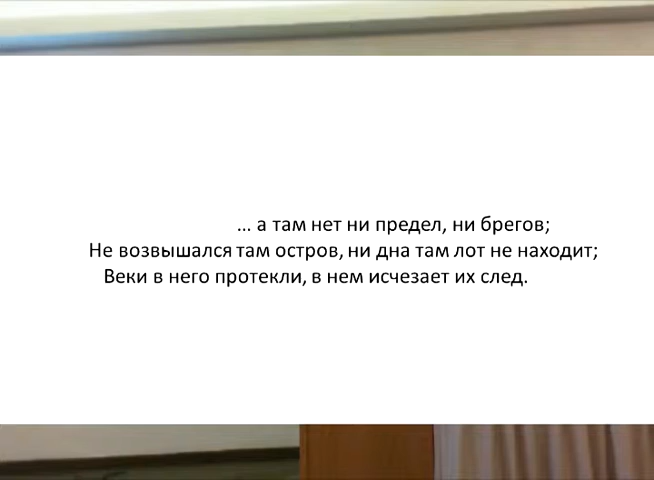 ... а там нет ни предел, ни брегов;
Не возвышался там остров, ни дна там лот не находит;
Веки в него протекли, в нем исчезает их след.